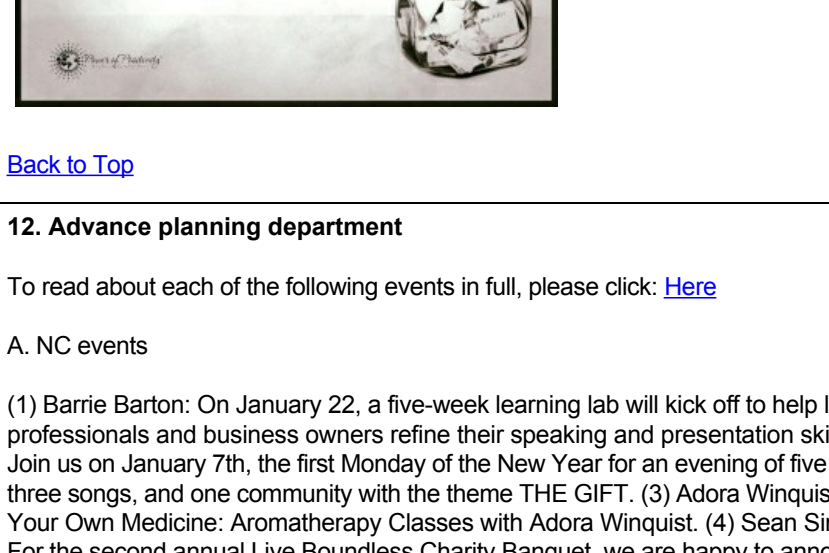 Power of Positivity
Back to Top
12. Advance planning department
To read about each of the following events in full, please click: Here
A. NC events
(1) Barrie Barton: On January 22, a five-week learning lab will kick off to help l
professionals and business owners refine their speaking and presentation ski
Join us on January 7th, the first Monday of the New Year for an evening of five
three songs, and one community with the theme THE GIFT. (3) Adora Winquis
Your Own Medicine: Aromatherapy Classes with Adora Winquist. (4) Sean Sir
For the second annual Live Boundless Charity Banquet, we are happy to anno